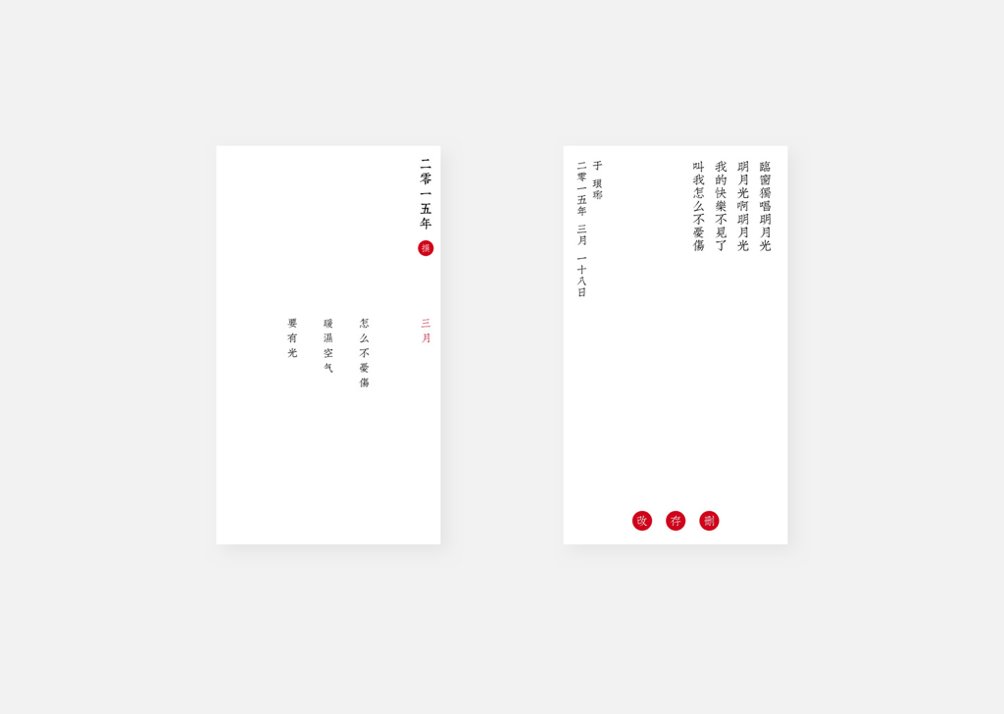 二零一五年
撰
三月
怎么不憂傷
暖濕空气
要有光
臨窗獨唱明月光
明月光啊明月光
我的快樂不見了
叫我怎么不憂傷
于 瑣琊
二零一五年 三月 一十八日
改
存
刪